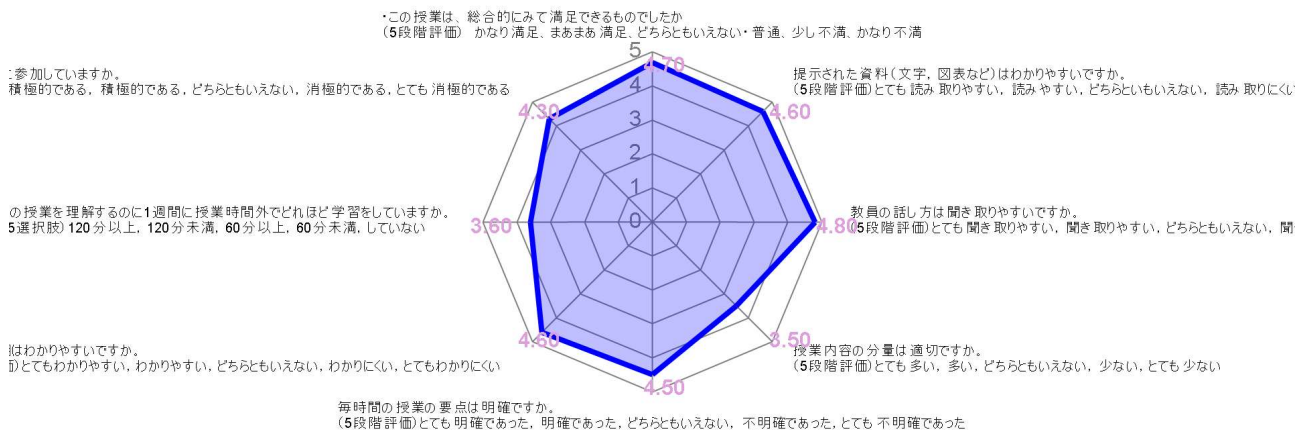 ・この授業は、総合的にみて満足できるものでしたか
(5段階評価) かなり満足、まあまあ満足、どちらともいえない・普通、少し不満、かなり不満
5
4.70
提示された資料(文字, 図表など)はわかりやすいですか。
(5段階評価)とても読み取りやすい, 読みやすい, どちらといもいえない, 読み取りにくい
に参加していますか。
積極的である, 積極的である, どちらともいえない, 消極的である, とても消極的である
4
4.30
4.60
3
2
1
の授業を理解するのに1週間に授業時間外でどれほど学習をしていますか。
5選択肢)120分以上, 120分未満, 60分以上, 60分未満, していない
3.60
0
4.80
教員の話し方は聞き取りやすいですか。
(5段階評価)とても聞き取りやすい, 聞き取りやすい, どちらともいえない, 聞
4.60
はわかりやすいですか。
)とてもわかりやすい, わかりやすい, どちらともいえない, わかりにくい, とてもわかりにくい
3.50
授業内容の分量は適切ですか。
(5段階評価)とても多い, 多い, どちらともいえない, 少ない, とても少ない
4.50
毎時間の授業の要点は明確ですか。
(5段階評価)とても明確であった, 明確であった, どちらともいえない, 不明確であった, とても不明確であった